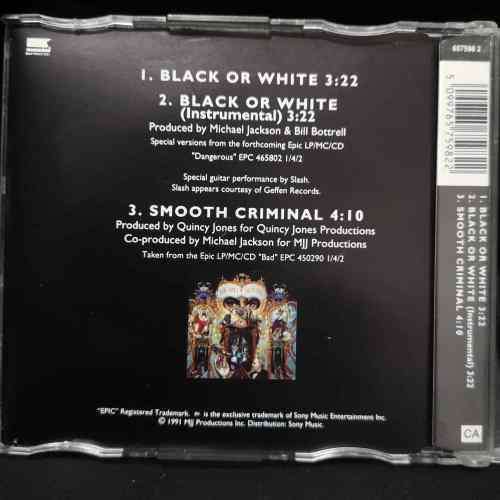 1. BLACK OR WHITE 3:22
2. BLACK OR WHITE
(Instrumental) 3:22
Produced by Michael Jackson & Bill Bottrell
Special versions from the forthcoming Epic LP/MC/CD
"Dangerous" EPC 465802 1/4/2
Special guitar performance by Slash.
Slash appears courtesy of Geffen Records.
3. SMOOTH CRIMINAL 4:10
Produced by Quincy Jones for Quincy Jones Productions
Co-produced by Michael Jackson for MJJ Productions
Taken from the Epic LP/MC/CD "Bad" EPC 450290 1/4/2
"EPIC" Registered Trademark. is the exclusive trademark of Sony Music Entertainment Inc.
© 1991 MJJ Productions Inc. Distribution: Sony Music.
657598 2
5 099765 759822
1. BLACK OR WHITE 3:22
2. BLACK OR WHITE (Instrumental) 3:22
3. SMOOTH CRIMINAL 4:10
CA